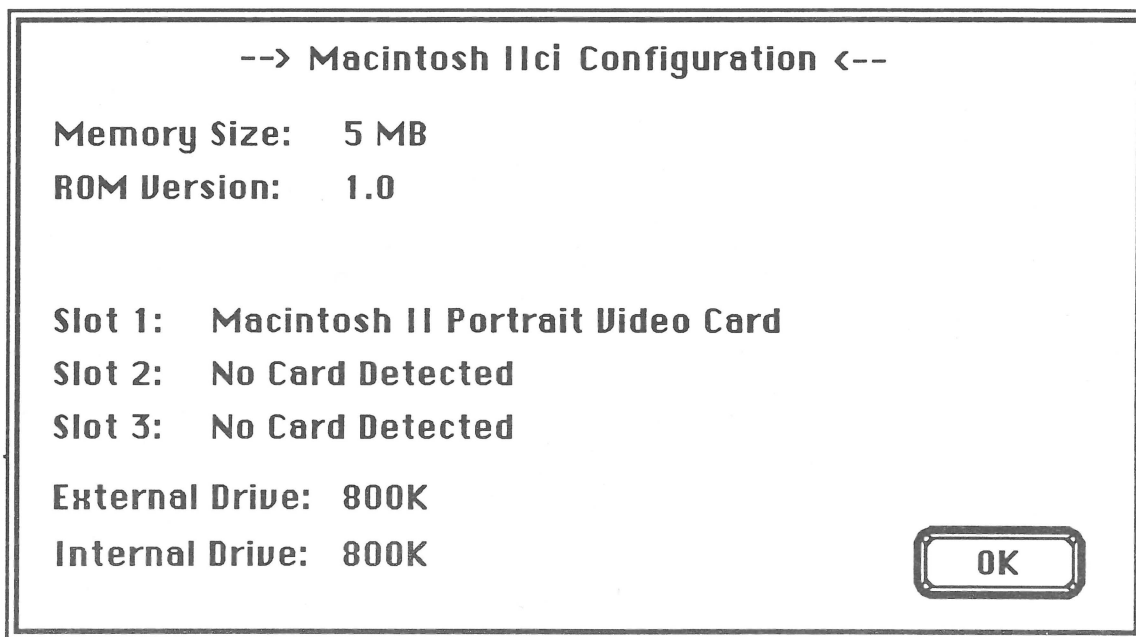 --> Macintosh IIci Configuration <--
Memory Size: 5 MB
ROM Version: 1.0
Slot 1: Macintosh II Portrait Video Card
Slot 2: No Card Detected
Slot 3: No Card Detected
External Drive: 800K
Internal Drive: 800K
OK